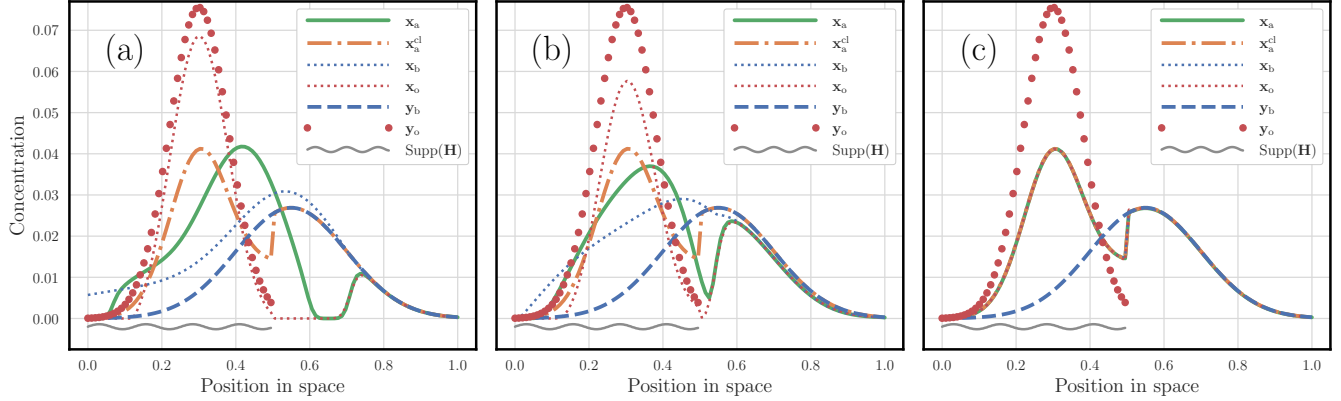 (a)
x_a
x_a^cl
x_b
x_o
y_b
y_o
Supp(H)
(b)
x_a
x_a^cl
x_b
x_o
y_b
y_o
Supp(H)
(c)
x_a
x_a^cl
x_b
x_o
y_b
y_o
Supp(H)
Concentration
0.07
0.06
0.05
0.04
0.03
0.02
0.01
0.00
0.0 0.2 0.4 0.6 0.8 1.0
0.0 0.2 0.4 0.6 0.8 1.0
0.0 0.2 0.4 0.6 0.8 1.0
Position in space
Position in space
Position in space